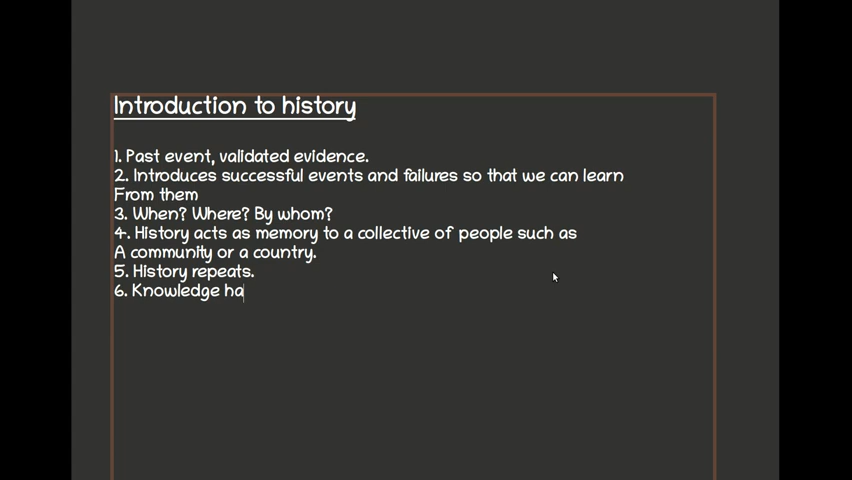 Introduction to history
1. Past event, validated evidence.
2. Introduces successful events and failures so that we can learn
From them
3. When? Where? By whom?
4. History acts as memory to a collective of people such as
A community or a country.
5. History repeats.
6. Knowledge ha